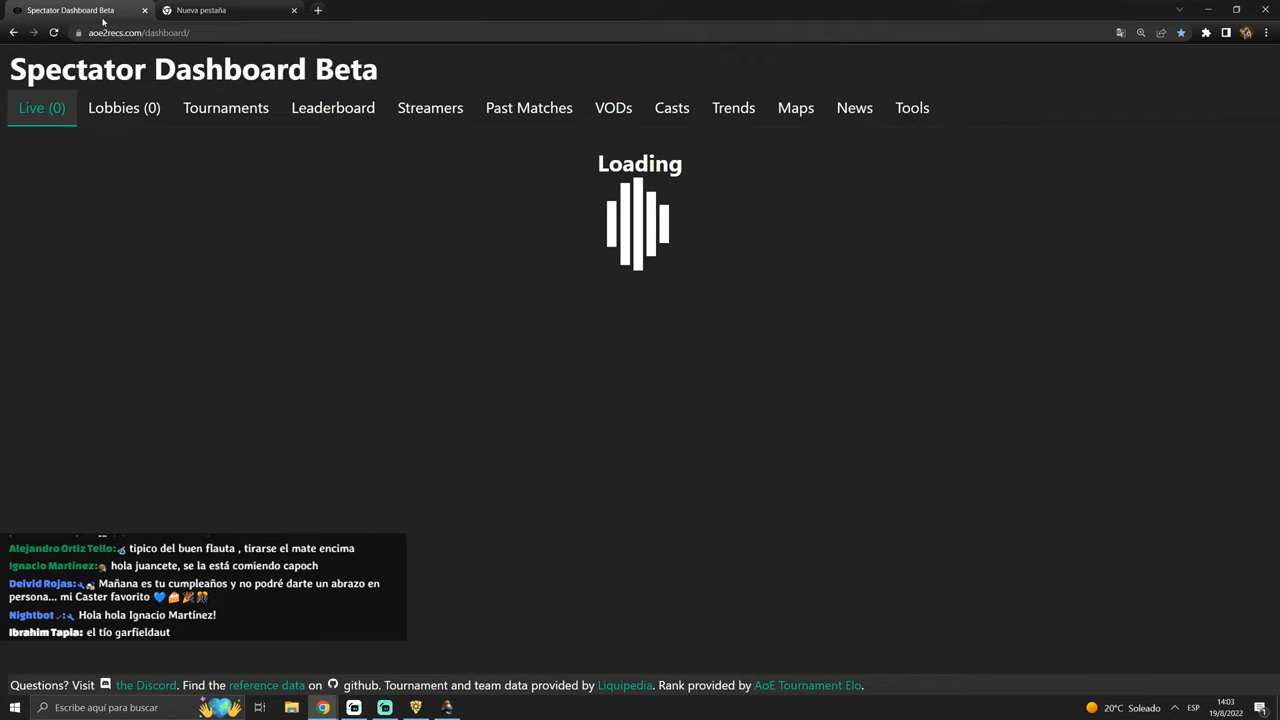 Spectator Dashboard Beta
Nueva pestaña
aoe2recs.com/dashboard/
Spectator Dashboard Beta
Live (0) Lobbies (0) Tournaments Leaderboard Streamers Past Matches VODs Casts Trends Maps News Tools
Loading
Alejandro Ortiz Tello: tipico del buen flauta , tirarse el mate encima
Ignacio Martínez: hola juancete, se la está comiendo capoch
Deivid Rojas: Mañana es tu cumpleaños y no podré darte un abrazo en
persona... mi Caster favorito 💙🍰🎉🎊
Nightbot : Hola hola Ignacio Martínez!
Ibrahim Tapia: el tío garfieldaut
Questions? Visit the Discord. Find the reference data on github. Tournament and team data provided by Liquipedia. Rank provided by AoE Tournament Elo.
Escribe aquí para buscar
20°C Soleado
ESP
14:03
19/8/2022